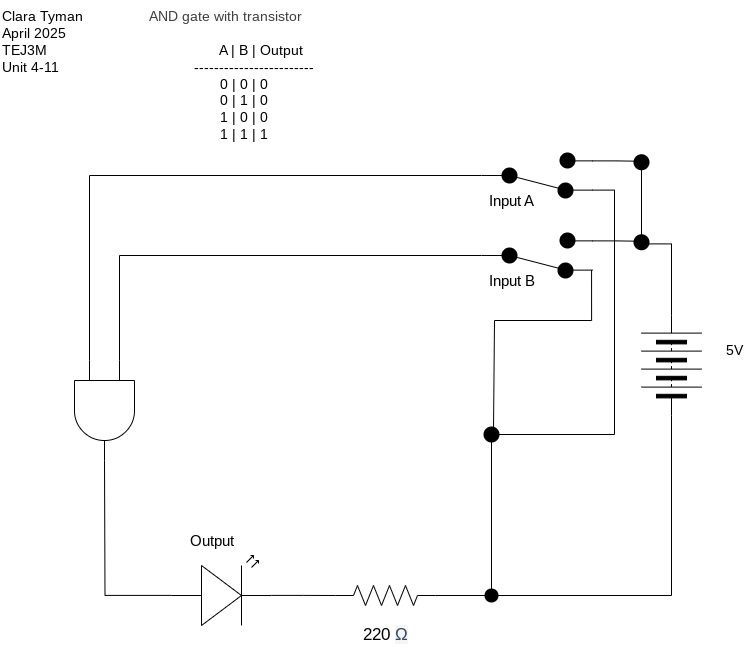 Clara Tyman
April 2025
TEJ3M
Unit 4-11
AND gate with transistor
A | B | Output
------------------------
0 | 0 | 0
0 | 1 | 0
1 | 0 | 0
1 | 1 | 1
Input A
Input B
5V
Output
220 Ω